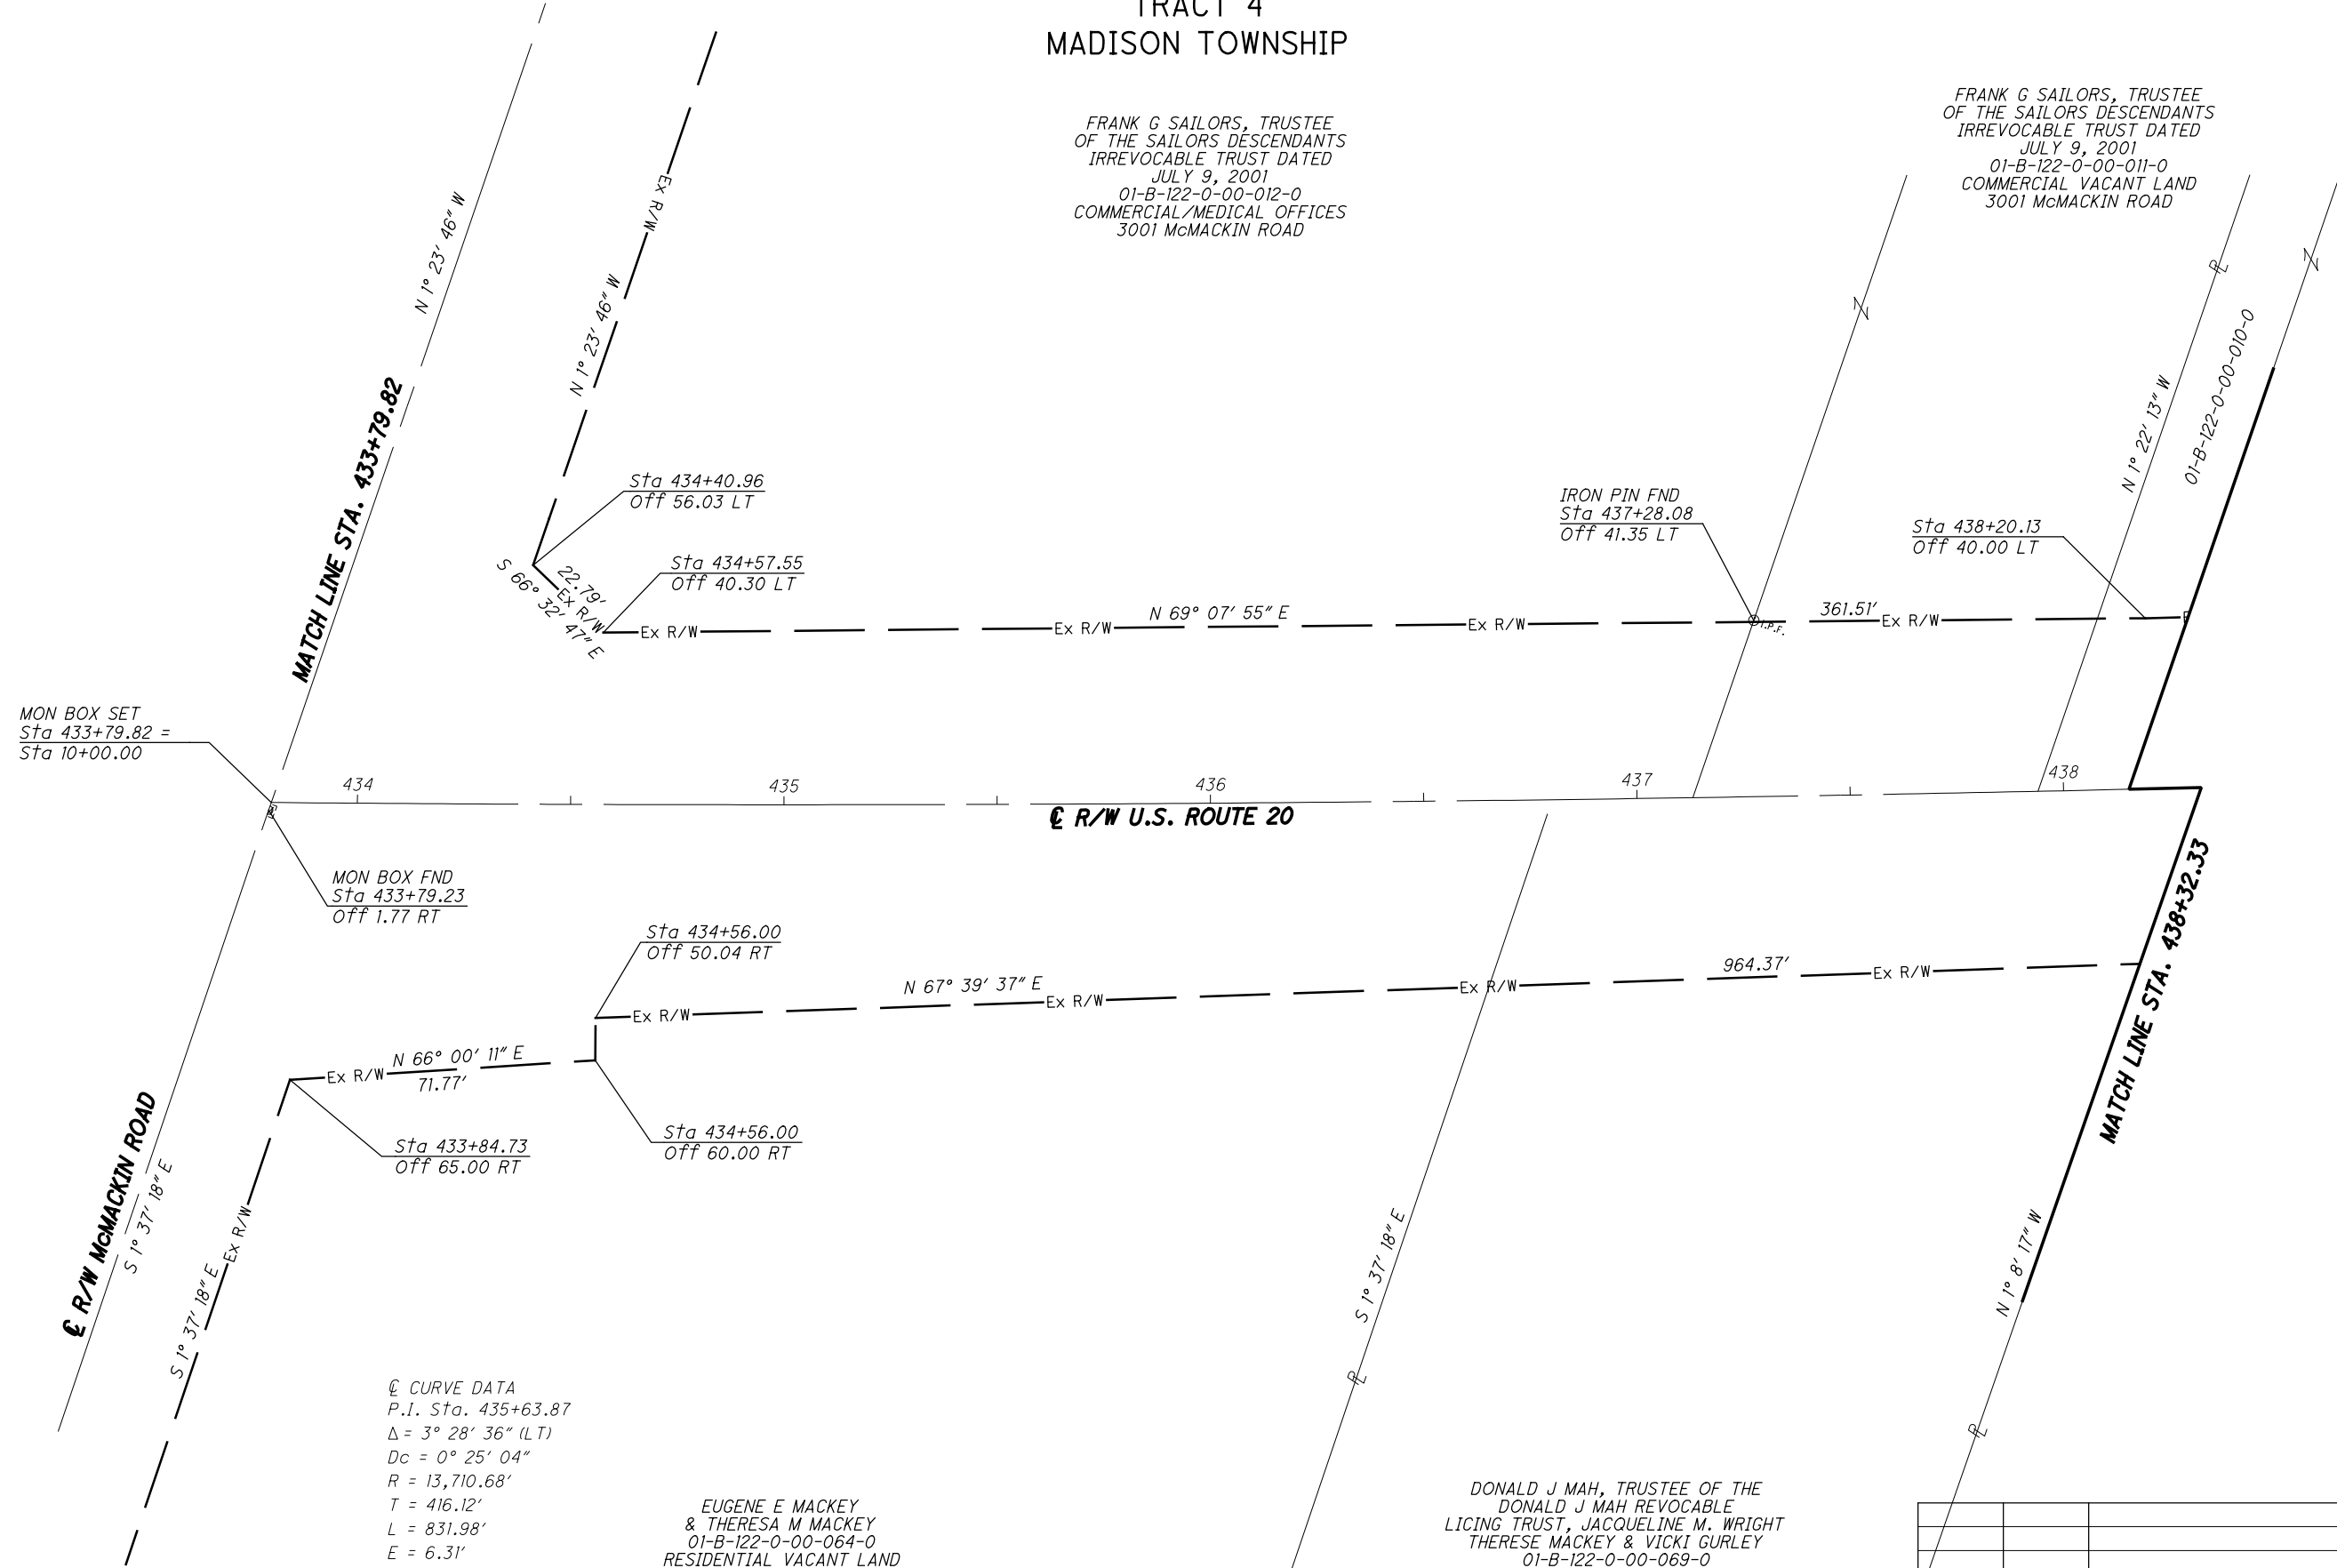 TRACT 4
MADISON TOWNSHIP
FRANK G SAILORS, TRUSTEE
OF THE SAILORS DESCENDANTS
IRREVOCABLE TRUST DATED
JULY 9, 2001
01-B-122-0-00-012-0
COMMERCIAL/MEDICAL OFFICES
3001 McMACKIN ROAD
FRANK G SAILORS, TRUSTEE
OF THE SAILORS DESCENDANTS
IRREVOCABLE TRUST DATED
JULY 9, 2001
01-B-122-0-00-011-0
COMMERCIAL VACANT LAND
3001 McMACKIN ROAD
N 1° 23' 46" W
Ex R/W
N 1° 23' 46" W
MATCH LINE STA. 433+79.82
Z
PL
Z
N 1° 22' 13" W
01-B-122-0-00-010-0
Sta 434+40.96
Off 56.03 LT
Sta 434+57.55
Off 40.30 LT
22.79'
Ex R/W
S 66° 32' 47" E
IRON PIN FND
Sta 437+28.08
Off 41.35 LT
Sta 438+20.13
Off 40.00 LT
Ex R/W
Ex R/W
N 69° 07' 55" E
Ex R/W
I.P.F.
361.51'
Ex R/W
MON BOX SET
Sta 433+79.82 =
Sta 10+00.00
434
435
436
437
438
CL R/W U.S. ROUTE 20
MON BOX FND
Sta 433+79.23
Off 1.77 RT
Sta 434+56.00
Off 50.04 RT
Ex R/W
N 67° 39' 37" E
Ex R/W
Ex R/W
964.37'
Ex R/W
MATCH LINE STA. 438+32.33
Ex R/W
N 66° 00' 11" E
71.77'
Sta 433+84.73
Off 65.00 RT
Sta 434+56.00
Off 60.00 RT
CL R/W McMACKIN ROAD
S 1° 37' 18" E
Ex R/W
S 1° 37' 18" E
S 1° 37' 18" E
PL
N 1° 8' 17" W
PL
CL CURVE DATA
P.I. Sta. 435+63.87
Δ = 3° 28' 36" (LT)
Dc = 0° 25' 04"
R = 13,710.68'
T = 416.12'
L = 831.98'
E = 6.31'
EUGENE E MACKEY
& THERESA M MACKEY
01-B-122-0-00-064-0
RESIDENTIAL VACANT LAND
DONALD J MAH, TRUSTEE OF THE
DONALD J MAH REVOCABLE
LICING TRUST, JACQUELINE M. WRIGHT
THERESE MACKEY & VICKI GURLEY
01-B-122-0-00-069-0